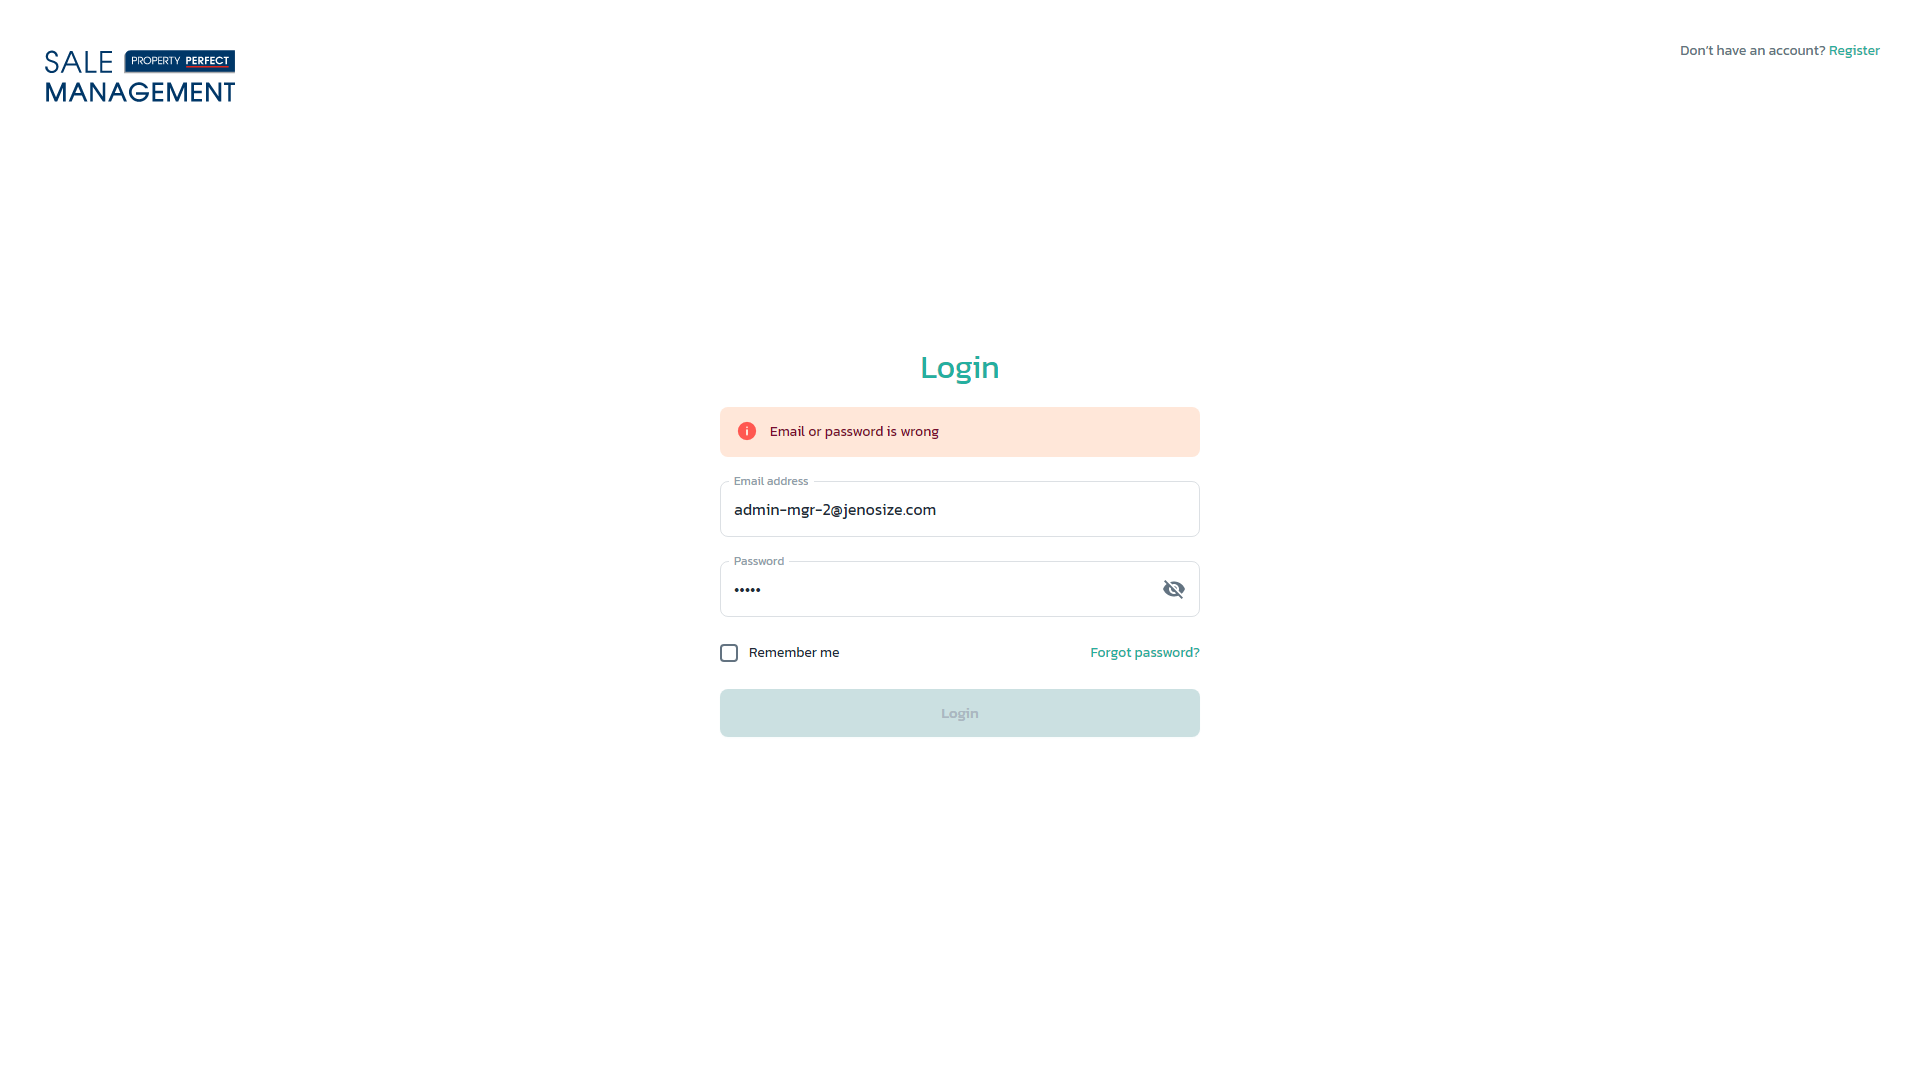 SALE PROPERTY PERFECT
MANAGEMENT
Don't have an account? Register
Login
Email or password is wrong
Email address
admin-mgr-2@jenosize.com
Password
•••••
Remember me
Forgot password?
Login